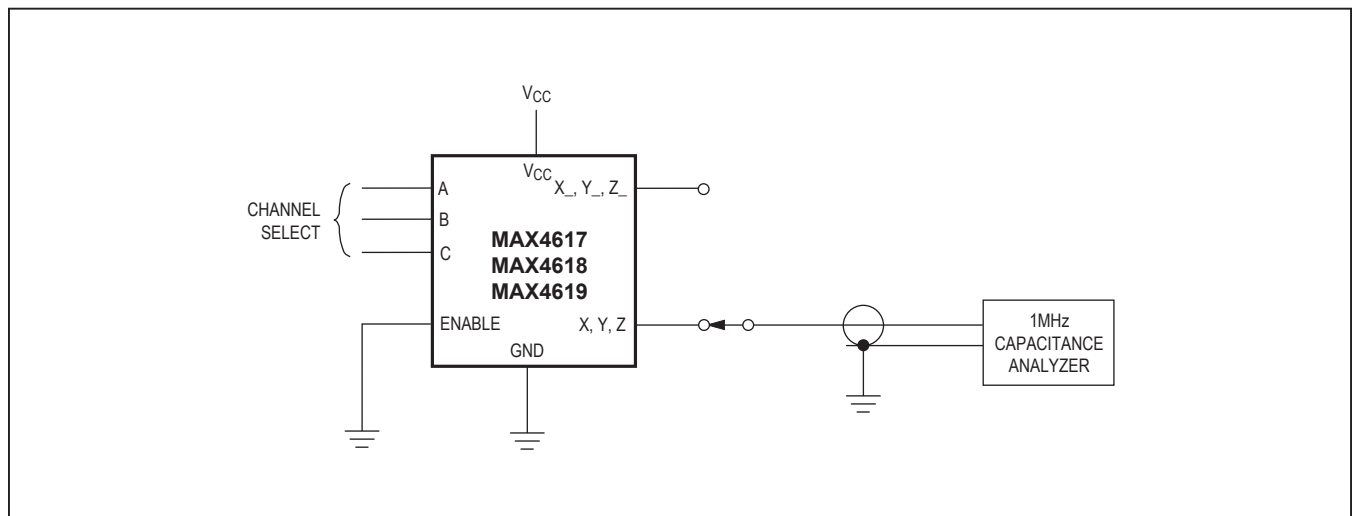 VCC
VCC
X_, Y_, Z_
A
B
C
CHANNEL
SELECT
MAX4617
MAX4618
MAX4619
ENABLE
X, Y, Z
GND
1MHz
CAPACITANCE
ANALYZER